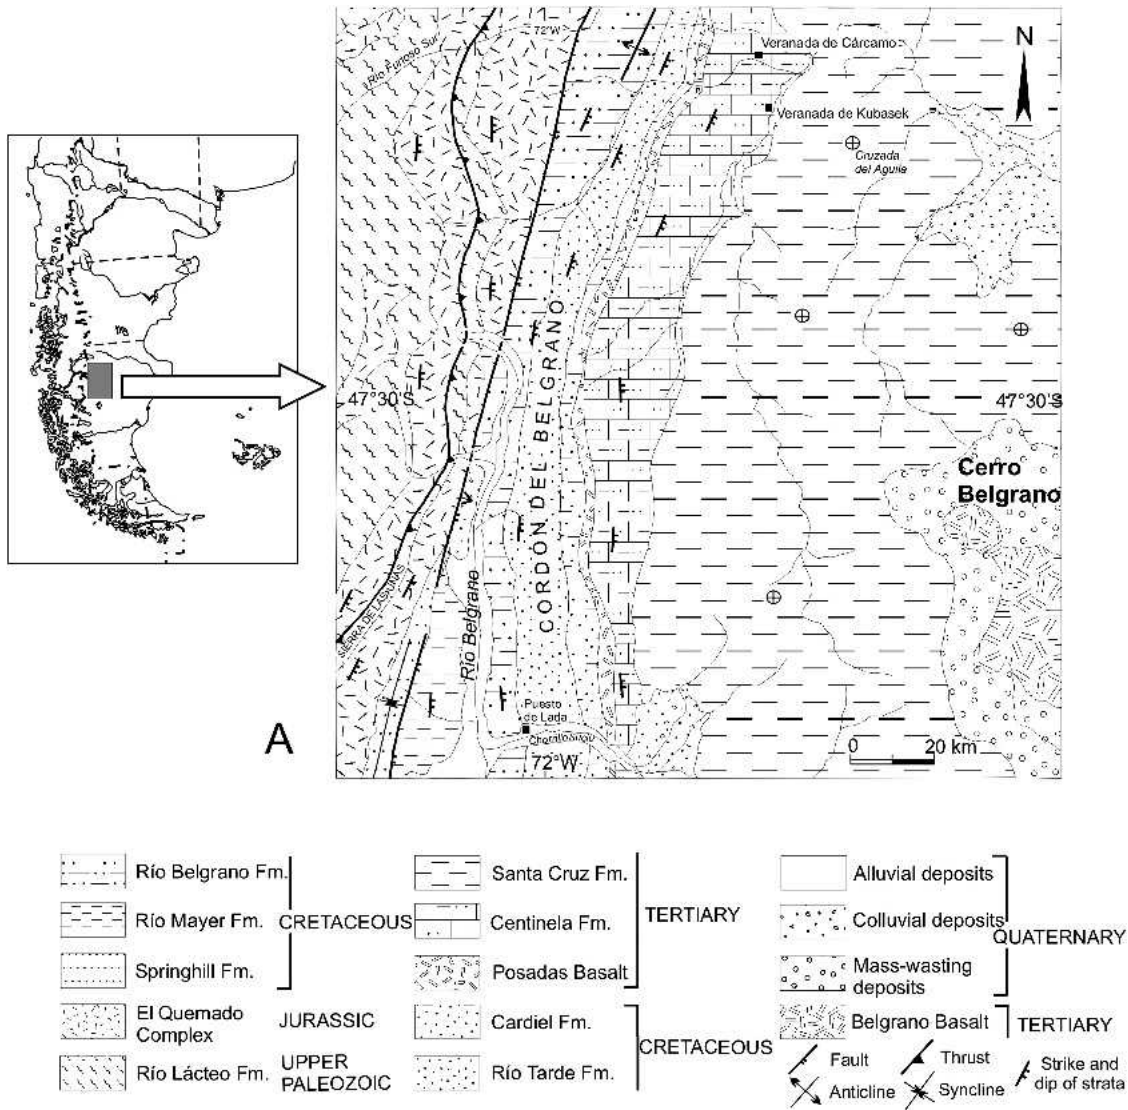 72°W
Río Furioso Sur
Veranada de Cárcamo
N
Veranada de Kubasek
Cruzada
del Aguila
47°30'S
47°30'S
CORDON DEL BELGRANO
Cerro
Belgrano
SIERRA DE LAS UÑAS
Río Belgrano
Puesto
de Lada
A
72°W
0 20 km
Río Belgrano Fm.
Río Mayer Fm.
Springhill Fm.
CRETACEOUS
El Quemado
Complex
JURASSIC
Río Lácteo Fm.
UPPER
PALEOZOIC
Santa Cruz Fm.
Centinela Fm.
Posadas Basalt
TERTIARY
Cardiel Fm.
Río Tarde Fm.
CRETACEOUS
Alluvial deposits
Colluvial deposits
Mass-wasting
deposits
QUATERNARY
Belgrano Basalt
TERTIARY
Fault
Thrust
Strike and
dip of strata
Anticline
Syncline